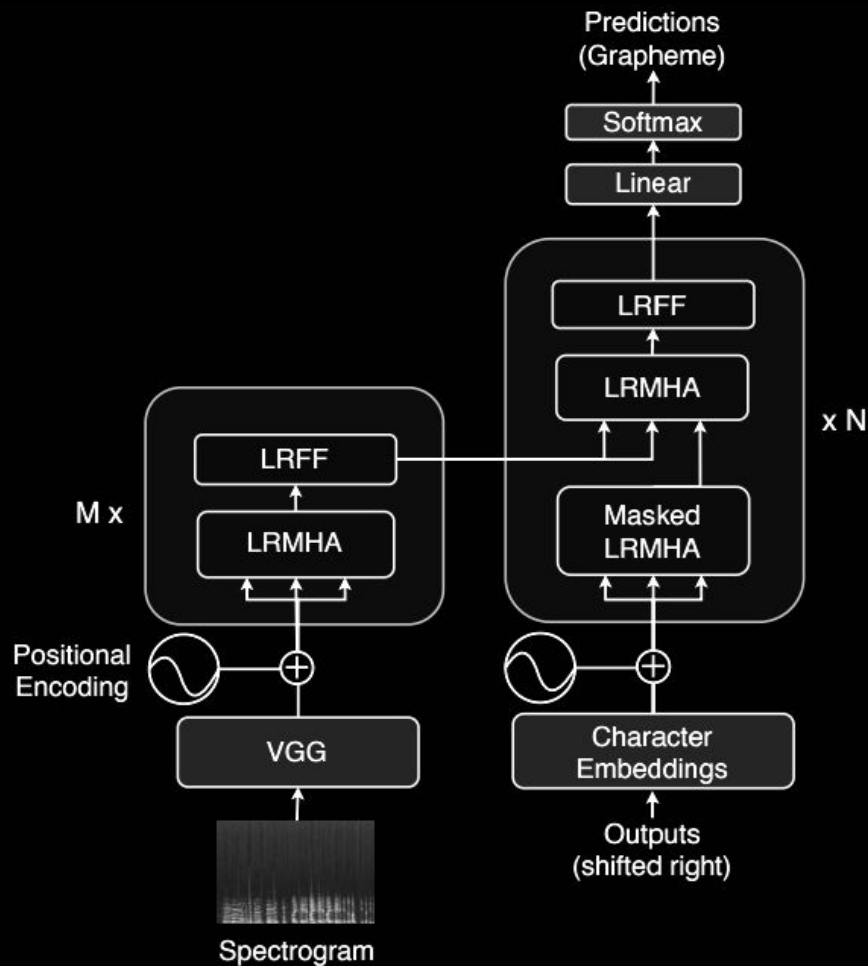 Predictions
(Grapheme)
Softmax
Linear
LRFF
LRMHA
x N
LRFF
M x
LRMHA
Masked
LRMHA
Positional
Encoding
VGG
Character
Embeddings
Outputs
(shifted right)
Spectrogram